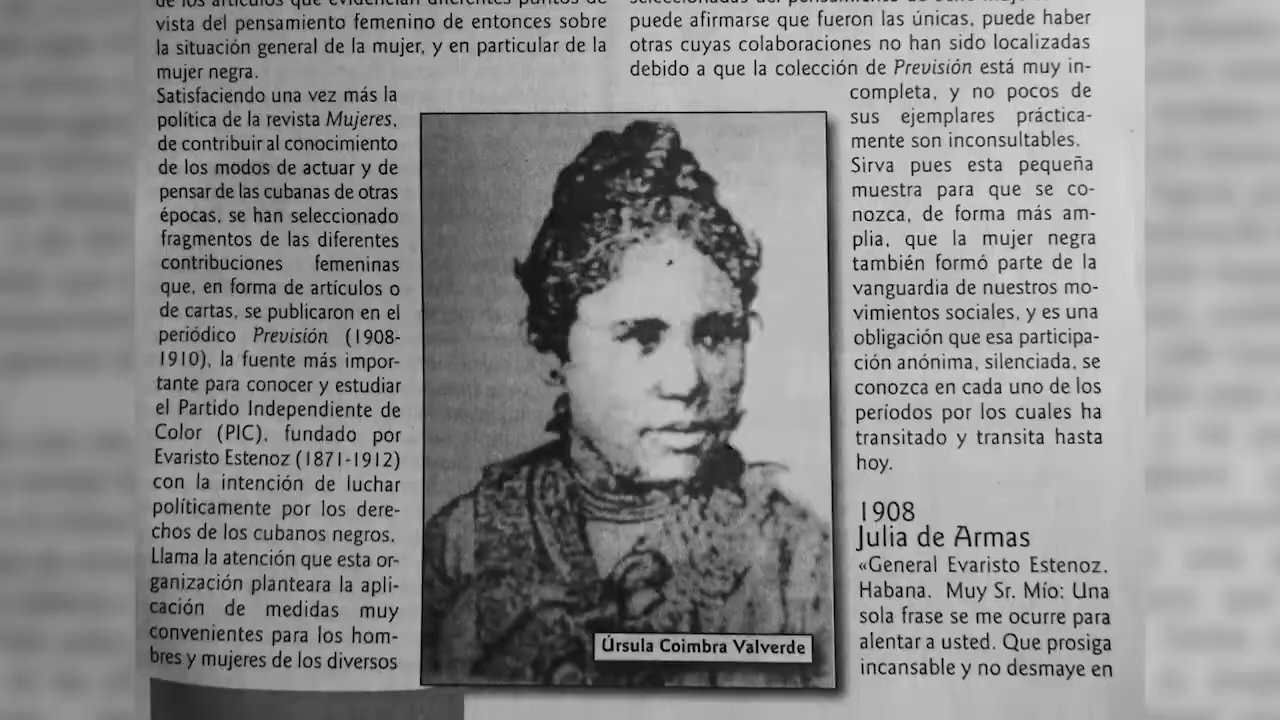 de los artículos que evidencian diferentes puntos de
vista del pensamiento femenino de entonces sobre
la situación general de la mujer, y en particular de la
mujer negra.
Satisfaciendo una vez más la
política de la revista Mujeres,
de contribuir al conocimiento
de los modos de actuar y de
pensar de las cubanas de otras
épocas, se han seleccionado
fragmentos de las diferentes
contribuciones femeninas
que, en forma de artículos o
de cartas, se publicaron en el
periódico Previsión (1908-
1910), la fuente más impor-
tante para conocer y estudiar
el Partido Independiente de
Color (PIC), fundado por
Evaristo Estenoz (1871-1912)
con la intención de luchar
políticamente por los dere-
chos de los cubanos negros.
Llama la atención que esta or-
ganización planteara la apli-
cación de medidas muy
convenientes para los hom-
bres y mujeres de los diversos
Úrsula Coimbra Valverde
puede afirmarse que fueron las únicas, puede haber
otras cuyas colaboraciones no han sido localizadas
debido a que la colección de Previsión está muy in-
completa, y no pocos de
sus ejemplares práctica-
mente son inconsultables.
Sirva pues esta pequeña
muestra para que se co-
nozca, de forma más am-
plia, que la mujer negra
también formó parte de la
vanguardia de nuestros mo-
vimientos sociales, y es una
obligación que esa participa-
ción anónima, silenciada, se
conozca en cada uno de los
períodos por los cuales ha
transitado y transita hasta
hoy.
1908
Julia de Armas
«General Evaristo Estenoz.
Habana. Muy Sr. Mío: Una
sola frase se me ocurre para
alentar a usted. Que prosiga
incansable y no desmaye en